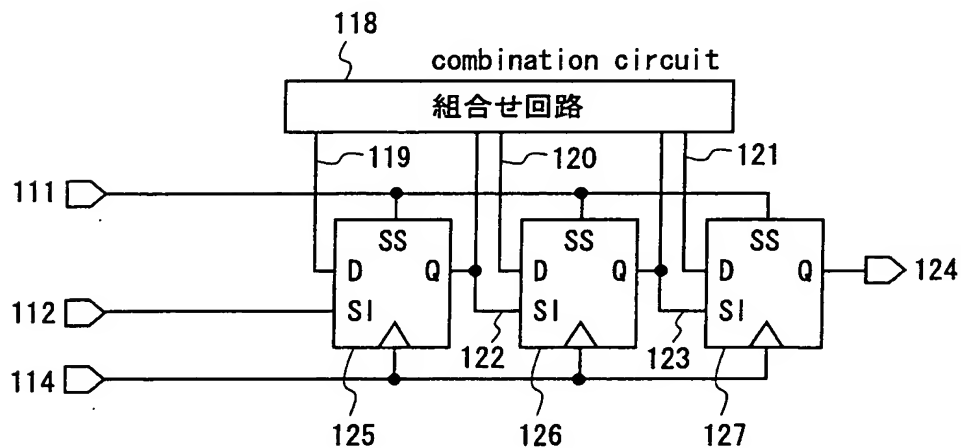 118
combination circuit
組合せ回路
119
120
121
111
SS
SS
SS
D
Q
D
Q
D
Q
124
112
SI
SI
SI
122
123
114
125
126
127